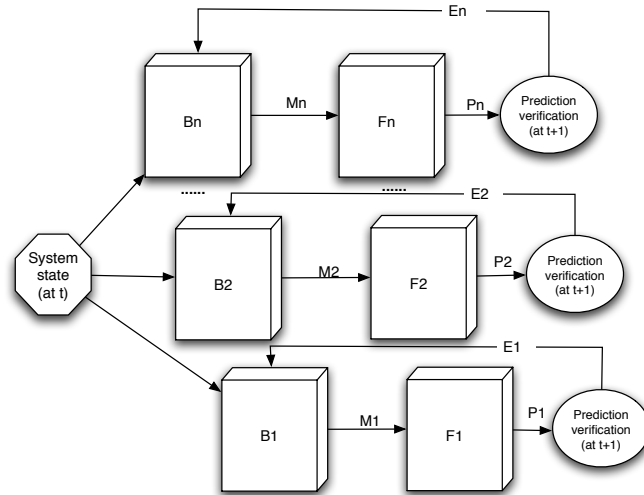 En
Bn
Mn
Fn
Pn
Prediction
verification
(at t+1)
......
......
E2
System
state
(at t)
B2
M2
F2
P2
Prediction
verification
(at t+1)
E1
B1
M1
F1
P1
Prediction
verification
(at t+1)